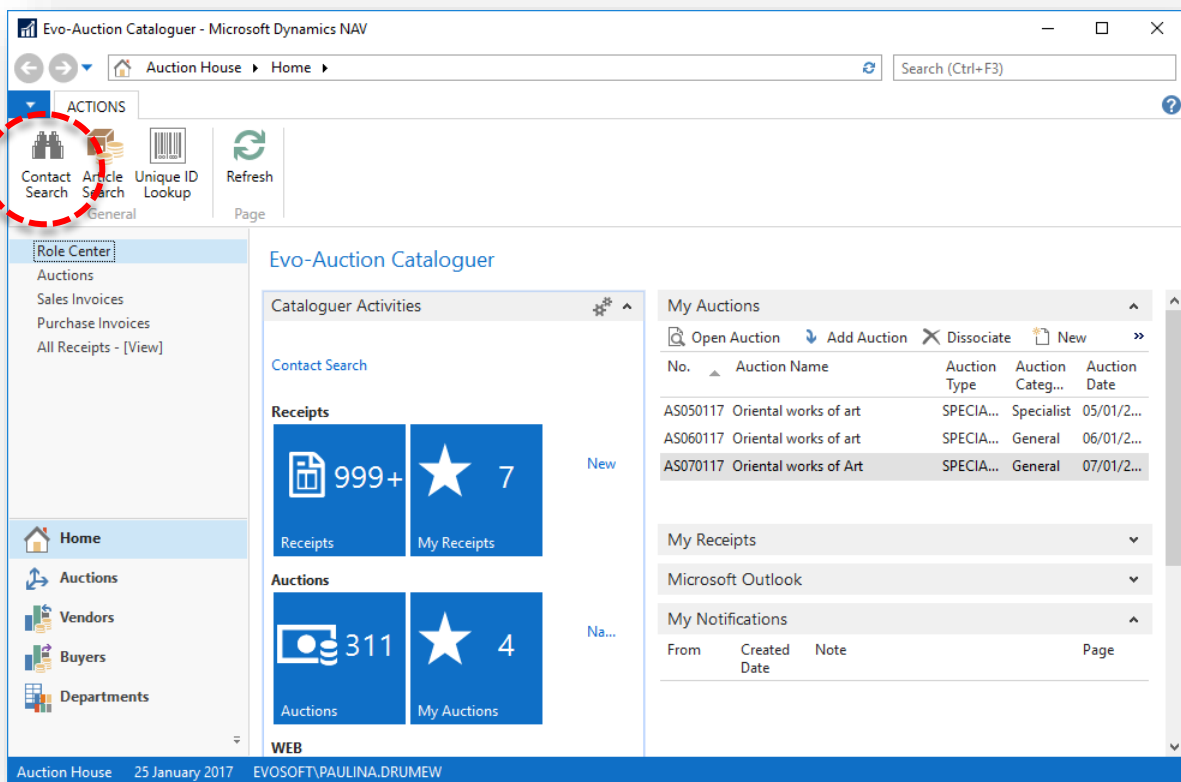 Evo-Auction Cataloguer - Microsoft Dynamics NAV
Auction House Home
Search (Ctrl+F3)
ACTIONS
Contact Search
Article Search
Unique ID Lookup
Refresh
General
Page
Role Center
Auctions
Sales Invoices
Purchase Invoices
All Receipts - [View]
Home
Auctions
Vendors
Buyers
Departments
Evo-Auction Cataloguer
Cataloguer Activities
Contact Search
Receipts
999+
Receipts
7
My Receipts
New
Auctions
311
Auctions
4
My Auctions
Na...
WEB
My Auctions
Open Auction Add Auction Dissociate New »
No. Auction Name Auction Type Auction Categ... Auction Date
AS050117 Oriental works of art SPECIA... Specialist 05/01/2...
AS060117 Oriental works of art SPECIA... General 06/01/2...
AS070117 Oriental works of Art SPECIA... General 07/01/2...
My Receipts
Microsoft Outlook
My Notifications
From Created Date Note Page
Auction House 25 January 2017 EVOSOFT\PAULINA.DRUMEW